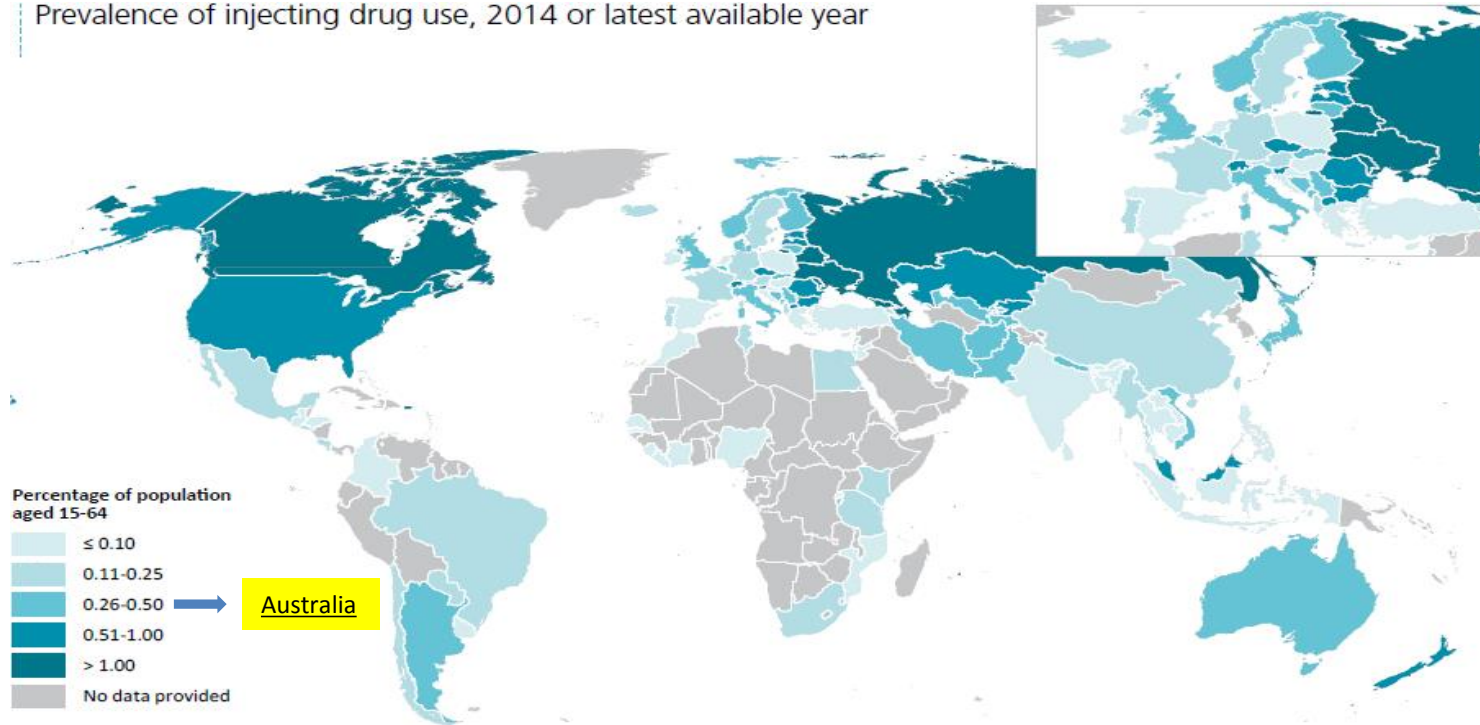 Prevalence of injecting drug use, 2014 or latest available year
Percentage of population
aged 15-64
≤ 0.10
0.11-0.25
0.26-0.50
Australia
0.51-1.00
> 1.00
No data provided